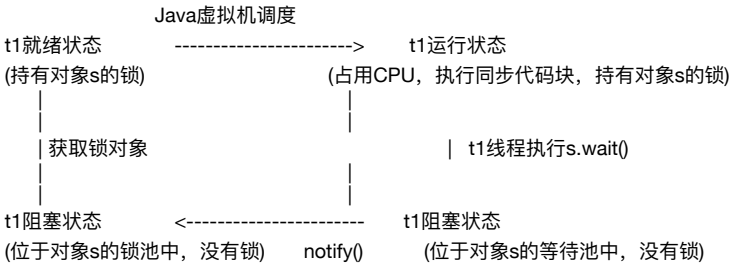 Java虚拟机调度
t1就绪状态 -----------------------> t1运行状态
(持有对象s的锁) (占用CPU，执行同步代码块，持有对象s的锁)
| |
| |
| 获取锁对象 | t1线程执行s.wait()
| |
| |
t1阻塞状态 <----------------------- t1阻塞状态
(位于对象s的锁池中，没有锁) notify() (位于对象s的等待池中，没有锁)